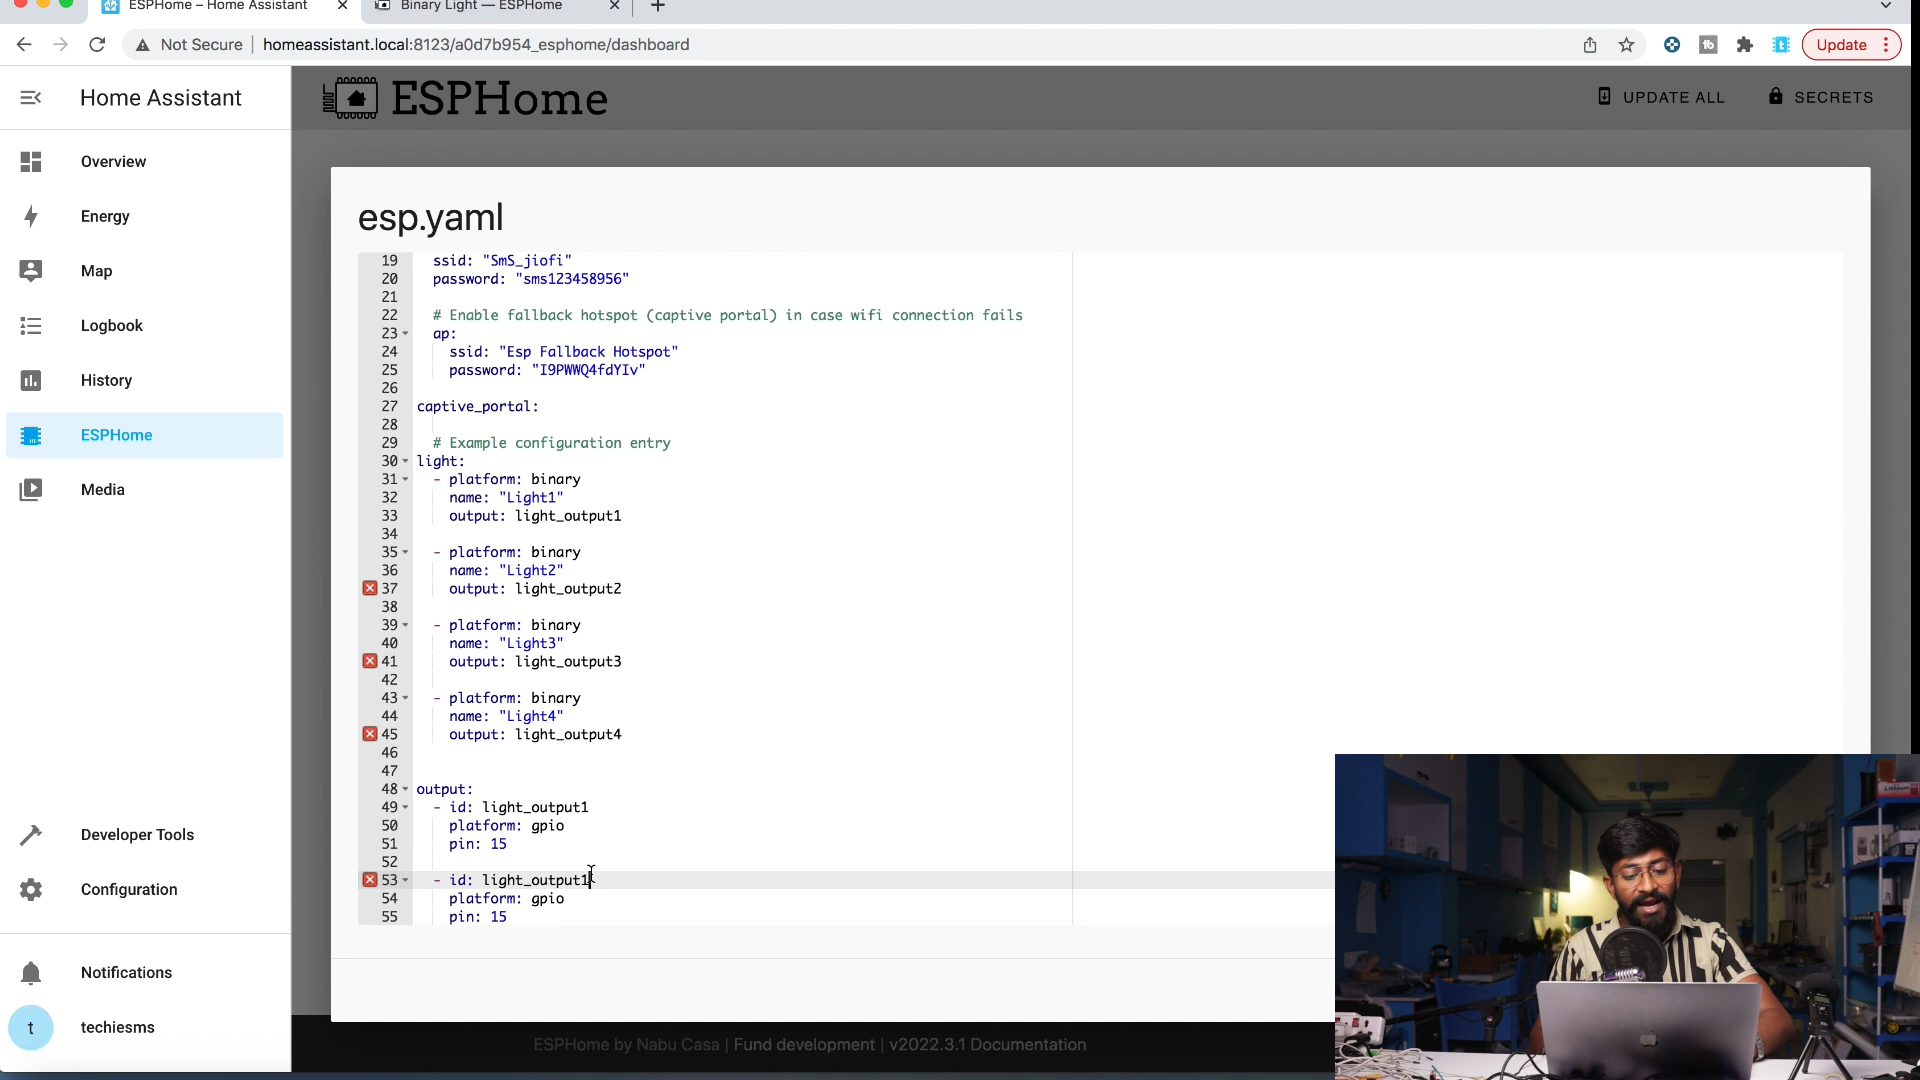 ESPHome – Home Assistant
Binary Light — ESPHome
Not Secure
homeassistant.local:8123/a0d7b954_esphome/dashboard
Update
Home Assistant
ESPHome
UPDATE ALL
SECRETS
Overview
Energy
Map
Logbook
History
ESPHome
Media
Developer Tools
Configuration
Notifications
t
techiesms
esp.yaml
19 ssid: "SmS_jiofi"
20 password: "sms123458956"
21
22 # Enable fallback hotspot (captive portal) in case wifi connection fails
23 ap:
24 ssid: "Esp Fallback Hotspot"
25 password: "I9PWWQ4fdYIv"
26
27 captive_portal:
28
29 # Example configuration entry
30 light:
31 - platform: binary
32 name: "Light1"
33 output: light_output1
34
35 - platform: binary
36 name: "Light2"
37 output: light_output2
38
39 - platform: binary
40 name: "Light3"
41 output: light_output3
42
43 - platform: binary
44 name: "Light4"
45 output: light_output4
46
47
48 output:
49 - id: light_output1
50 platform: gpio
51 pin: 15
52
53 - id: light_output1
54 platform: gpio
55 pin: 15
ESPHome by Nabu Casa | Fund development | v2022.3.1 Documentation